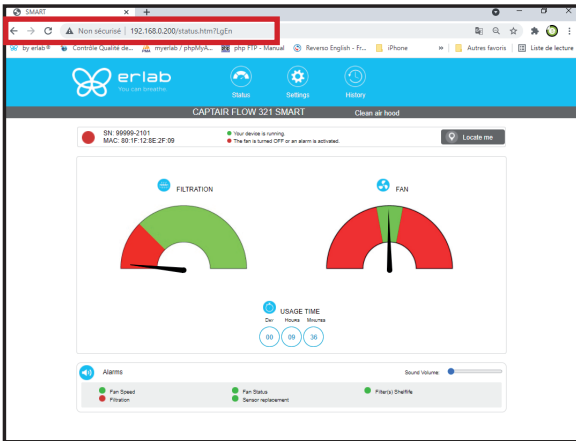 SMART
Non sécurisé | 192.168.0.200/status.htm?LgEn
by erlab® Contrôle Qualité de... myerlab / phpMyA... php FTP - Manual Reverso English - Fr... iPhone » Autres favoris Liste de lecture
erlab
You can breathe.
Status Settings History
CAPTAIR FLOW 321 SMART Clean air hood
SN: 99999-2101
MAC: 80:1F:12:8E:2F:09
Your device is running.
The fan is turned OFF or an alarm is activated.
Locate me
FILTRATION
FAN
USAGE TIME
Day Hours Minutes
00 09 36
Alarms Sound Volume:
Fan Speed Fan Status Filter(s) Shelflife
Filtration Sensor replacement